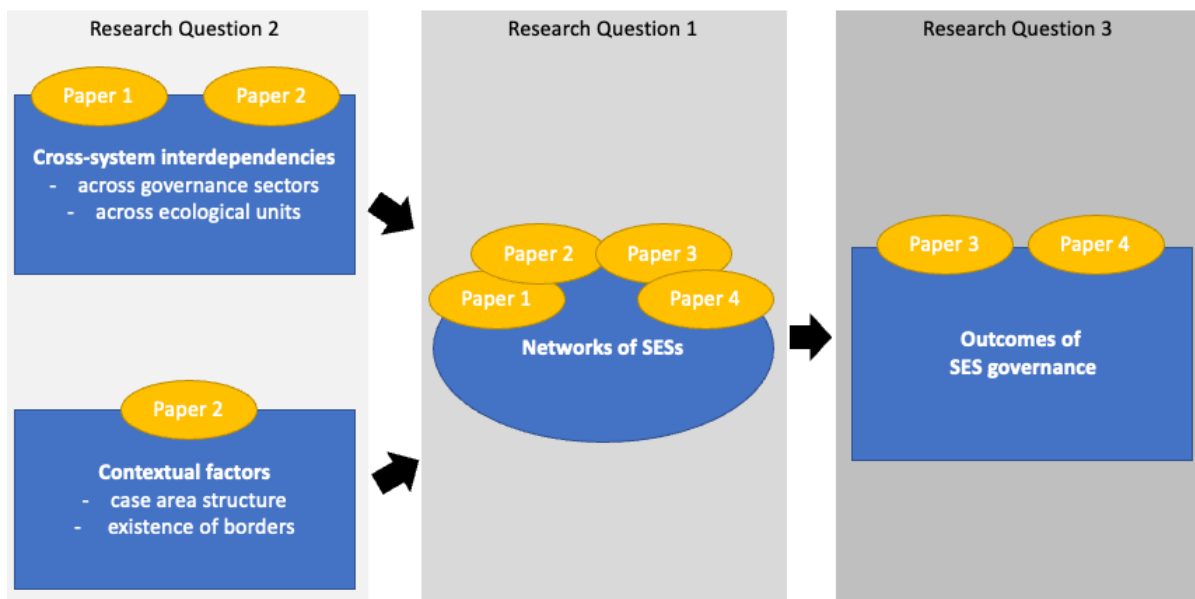 Research Question 2
Paper 1
Paper 2
Cross-system interdependencies
- across governance sectors
- across ecological units
Paper 2
Contextual factors
- case area structure
- existence of borders
Research Question 1
Paper 2
Paper 3
Paper 1
Paper 4
Networks of SESs
Research Question 3
Paper 3
Paper 4
Outcomes of
SES governance